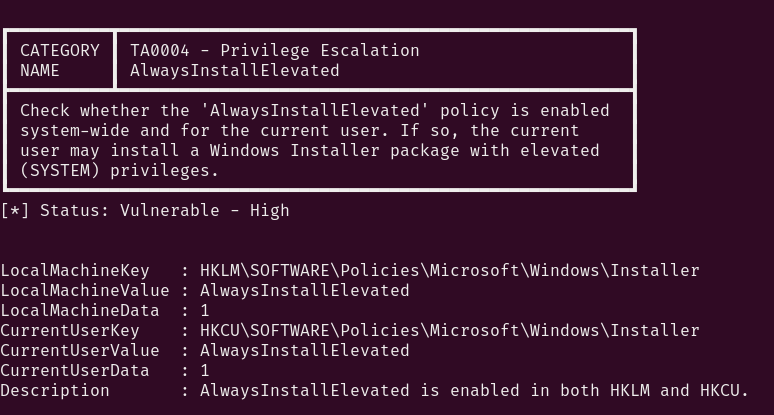 CATEGORY TA0004 - Privilege Escalation
NAME AlwaysInstallElevated
Check whether the 'AlwaysInstallElevated' policy is enabled
system-wide and for the current user. If so, the current
user may install a Windows Installer package with elevated
(SYSTEM) privileges.
[*] Status: Vulnerable - High
LocalMachineKey : HKLM\SOFTWARE\Policies\Microsoft\Windows\Installer
LocalMachineValue : AlwaysInstallElevated
LocalMachineData : 1
CurrentUserKey : HKCU\SOFTWARE\Policies\Microsoft\Windows\Installer
CurrentUserValue : AlwaysInstallElevated
CurrentUserData : 1
Description : AlwaysInstallElevated is enabled in both HKLM and HKCU.